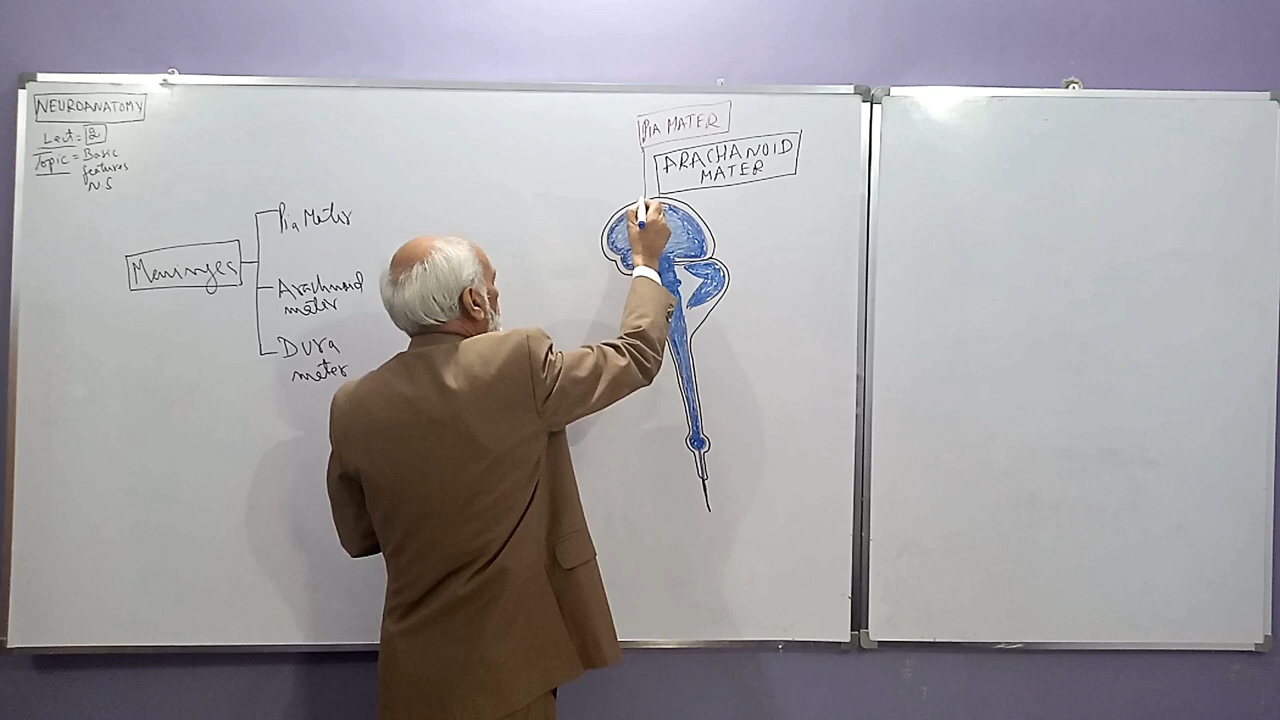 NEUROANATOMY
Lect = 2
Topic = Basic
features
NS
Meninges
Pia Mater
Arachnoid
mater
Dura
mater
PIA MATER
ARACHANOID
MATER